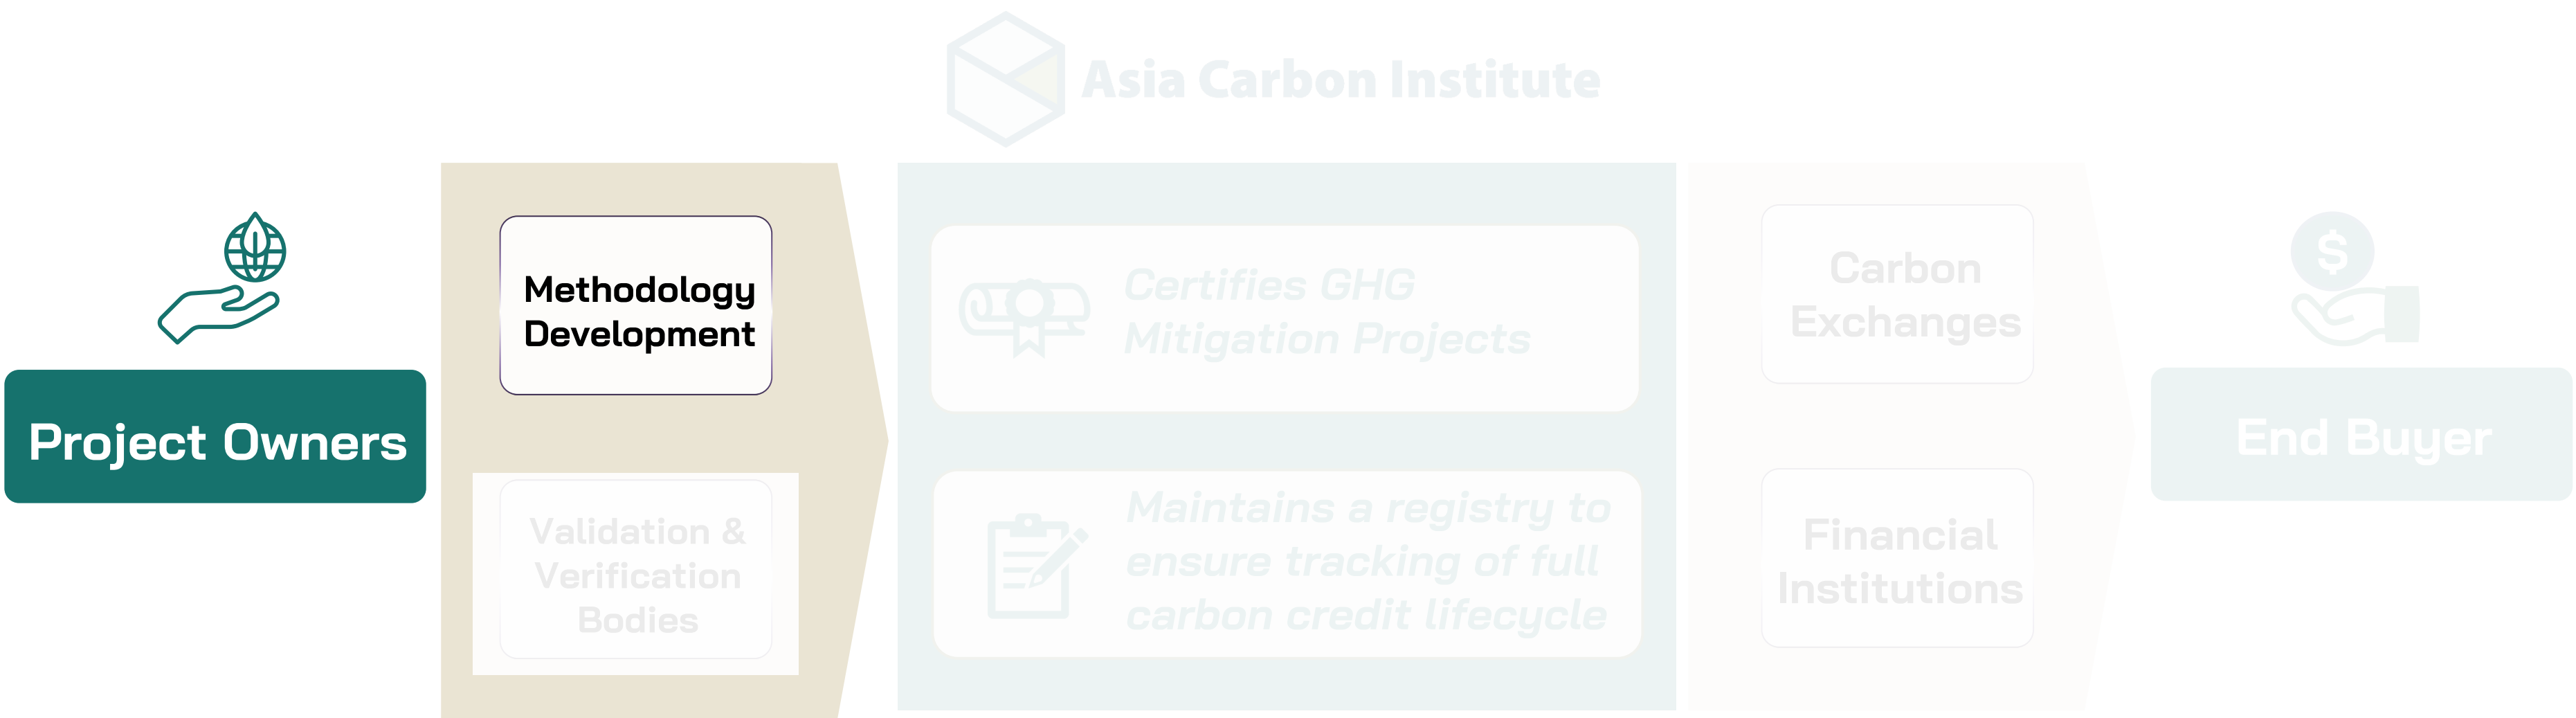 Asia Carbon Institute
Project Owners
Methodology
Development
Validation &
Verification
Bodies
Certifies GHG
Mitigation Projects
Maintains a registry to
ensure tracking of full
carbon credit lifecycle
Carbon
Exchanges
Financial
Institutions
$
End Buyer